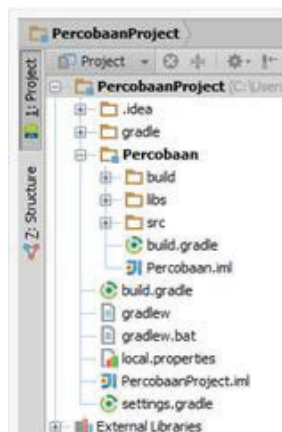 PercobaanProject
Project
1: Project
Z: Structure
PercobaanProject (C:\Users
.idea
gradle
Percobaan
build
libs
src
build.gradle
Percobaan.iml
build.gradle
gradlew
gradlew.bat
local.properties
PercobaanProject.iml
settings.gradle
External Libraries